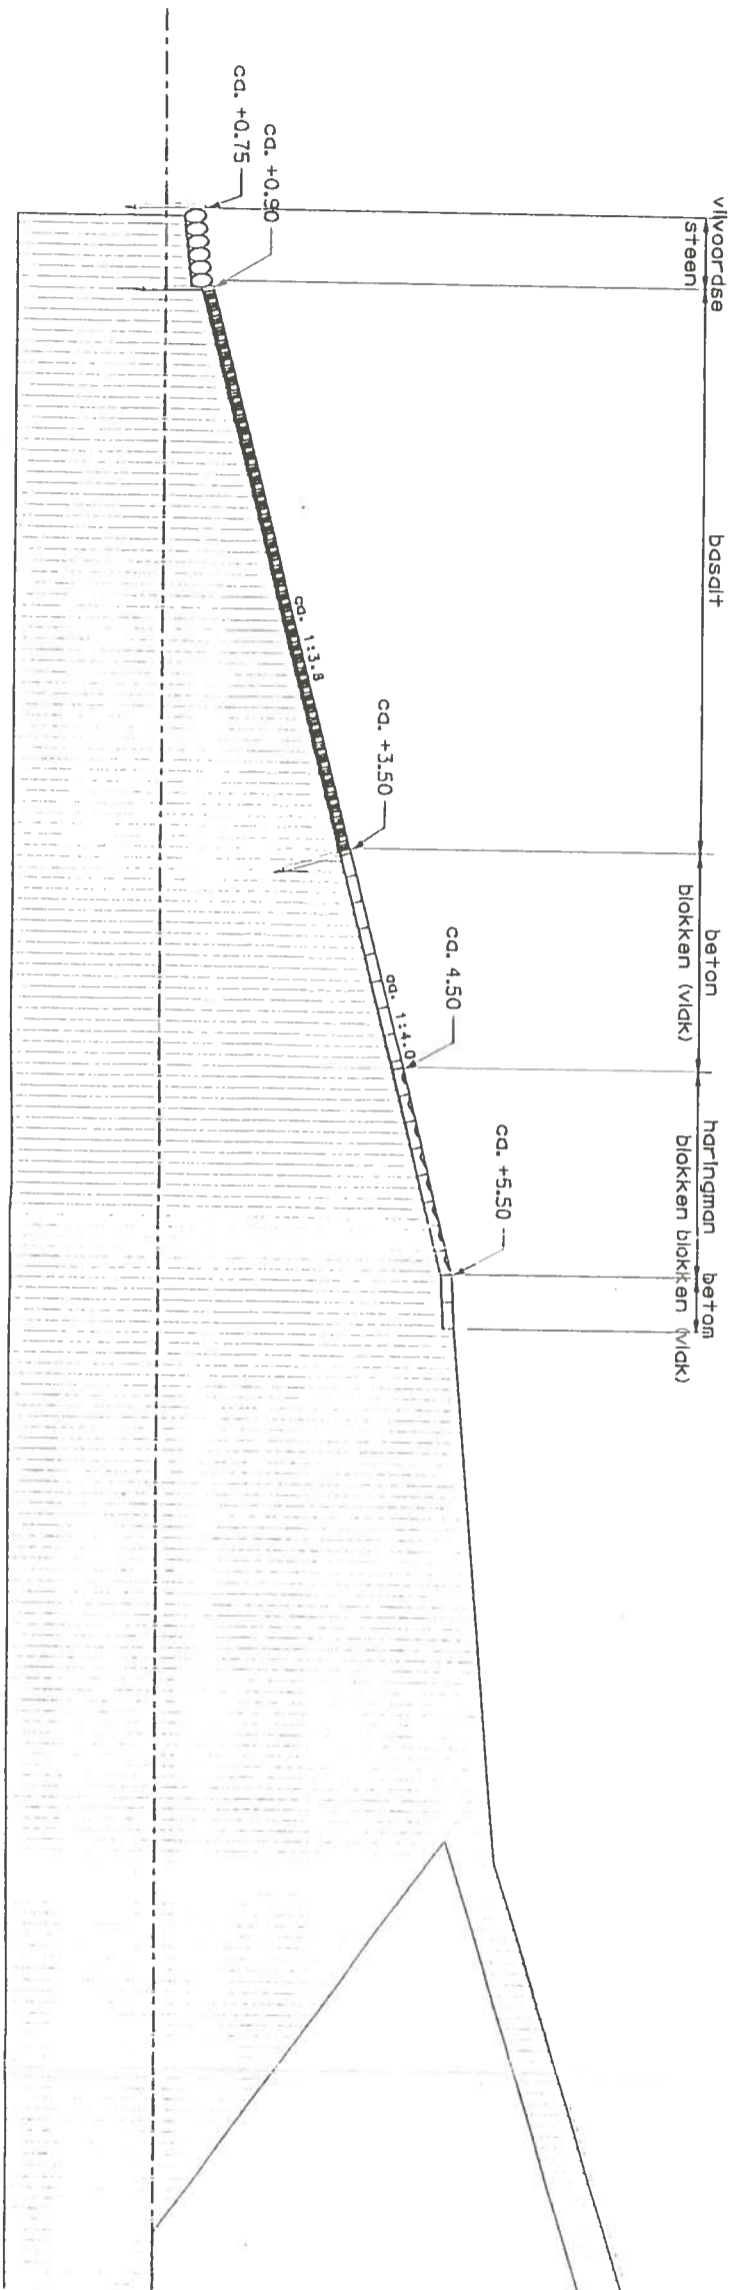 vilvoordse
steen
basalt
beton
blokken (vlak)
haringman
blokken
beton
blokken (vlak)
ca. +0.75
ca. +0.90
ca. +3.50
ca. 4.50
ca. +5.50
ca. 1:3.8
ca. 1:4.0